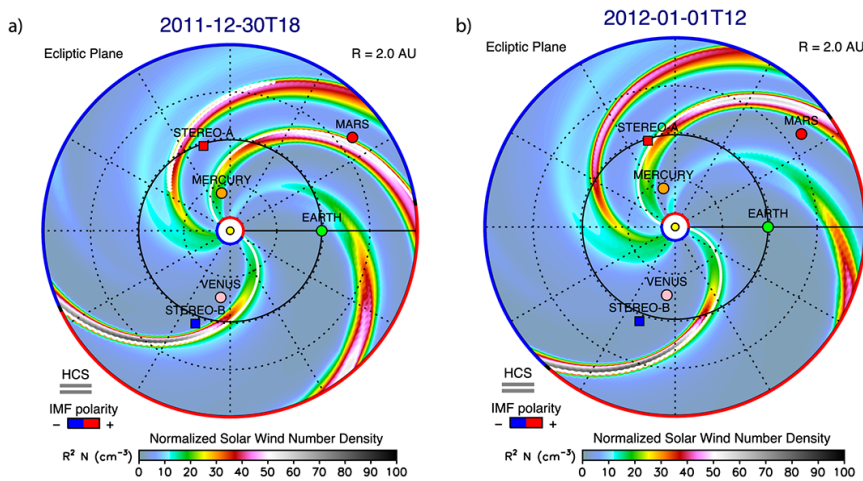 a)
2011-12-30T18
Ecliptic Plane
R = 2.0 AU
STEREO-A
MARS
MERCURY
EARTH
VENUS
STEREO-B
HCS
IMF polarity
− +
Normalized Solar Wind Number Density
R² N (cm⁻³)
0 10 20 30 40 50 60 70 80 90 100
b)
2012-01-01T12
Ecliptic Plane
R = 2.0 AU
STEREO-A
MARS
MERCURY
EARTH
VENUS
STEREO-B
HCS
IMF polarity
− +
Normalized Solar Wind Number Density
R² N (cm⁻³)
0 10 20 30 40 50 60 70 80 90 100